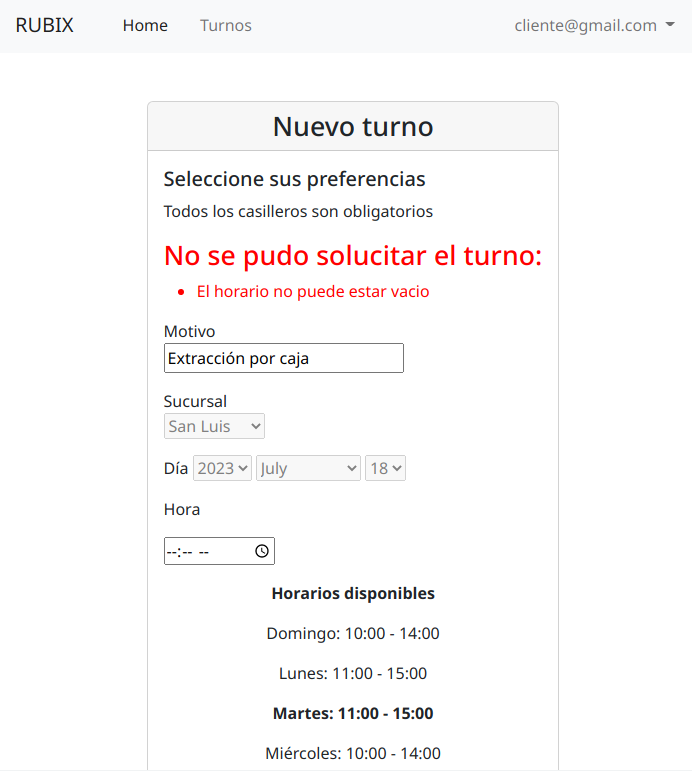 RUBIX Home Turnos cliente@gmail.com
Nuevo turno
Seleccione sus preferencias
Todos los casilleros son obligatorios
No se pudo solucitar el turno:
El horario no puede estar vacio
Motivo
Extracción por caja
Sucursal
San Luis
Día 2023 July 18
Hora
--:-- --
Horarios disponibles
Domingo: 10:00 - 14:00
Lunes: 11:00 - 15:00
Martes: 11:00 - 15:00
Miércoles: 10:00 - 14:00